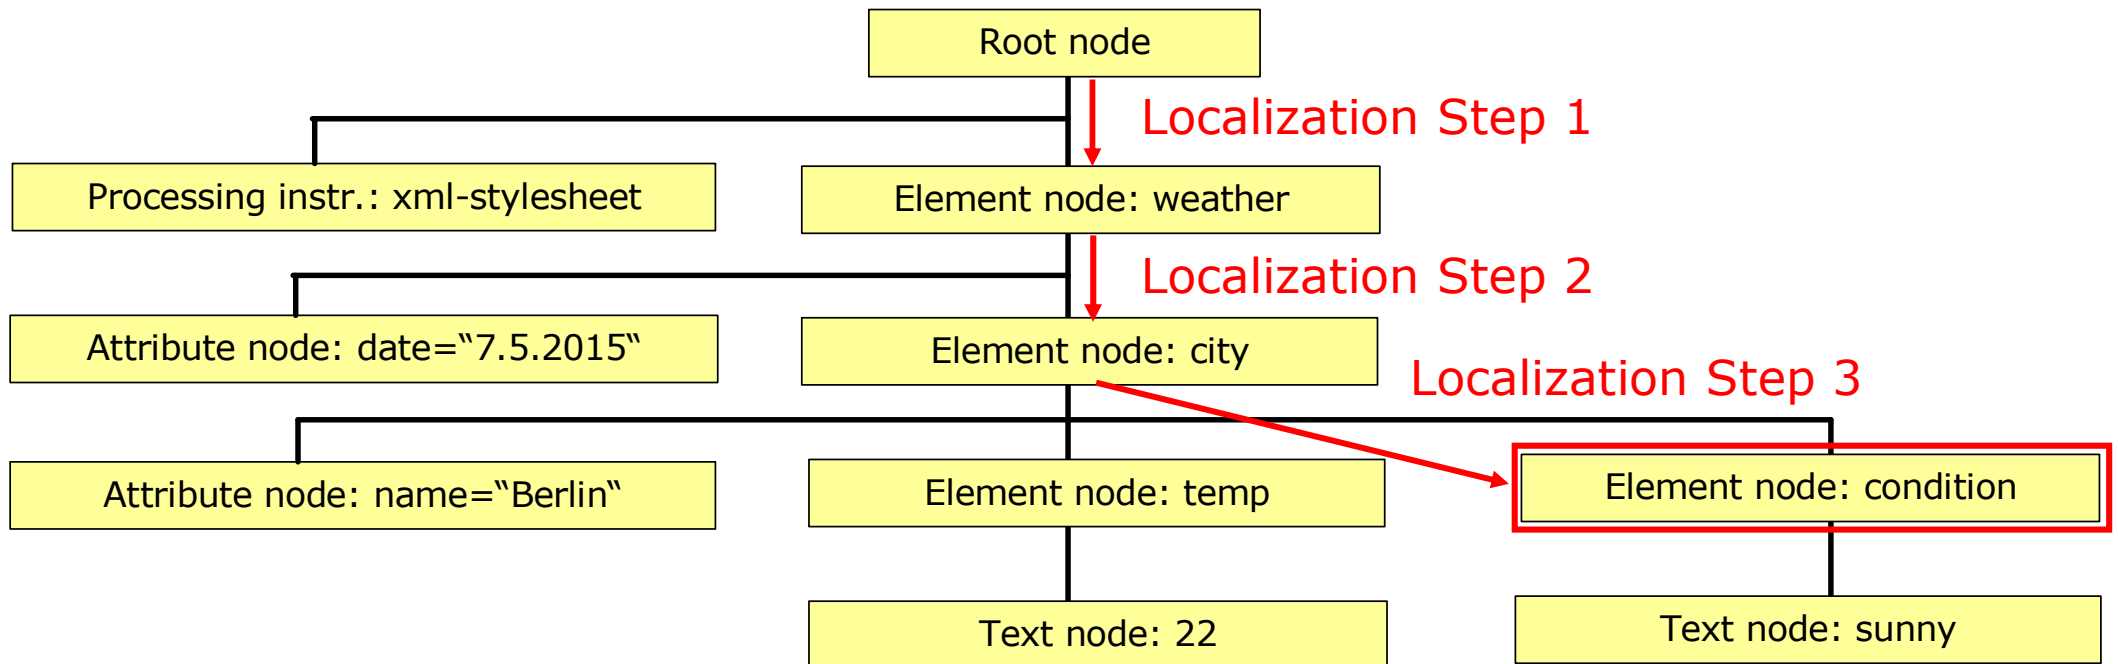 Root node
Localization Step 1
Processing instr.: xml-stylesheet
Element node: weather
Localization Step 2
Attribute node: date=“7.5.2015“
Element node: city
Localization Step 3
Attribute node: name=“Berlin“
Element node: temp
Element node: condition
Text node: 22
Text node: sunny